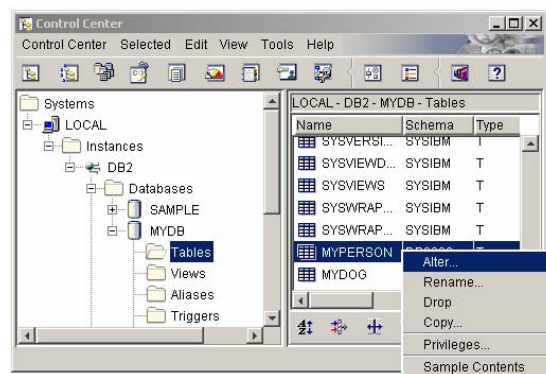 Control Center
Control Center Selected Edit View Tools Help
Systems
LOCAL
Instances
DB2
Databases
SAMPLE
MYDB
Tables
Views
Aliases
Triggers
LOCAL - DB2 - MYDB - Tables
Name Schema Type
SYSVERSI... SYSIBM T
SYSVIEWD... SYSIBM T
SYSVIEWS SYSIBM T
SYSWRAP... SYSIBM T
SYSWRAP... SYSIBM T
MYPERSON
MYDOG
Alter...
Rename...
Drop
Copy...
Privileges...
Sample Contents